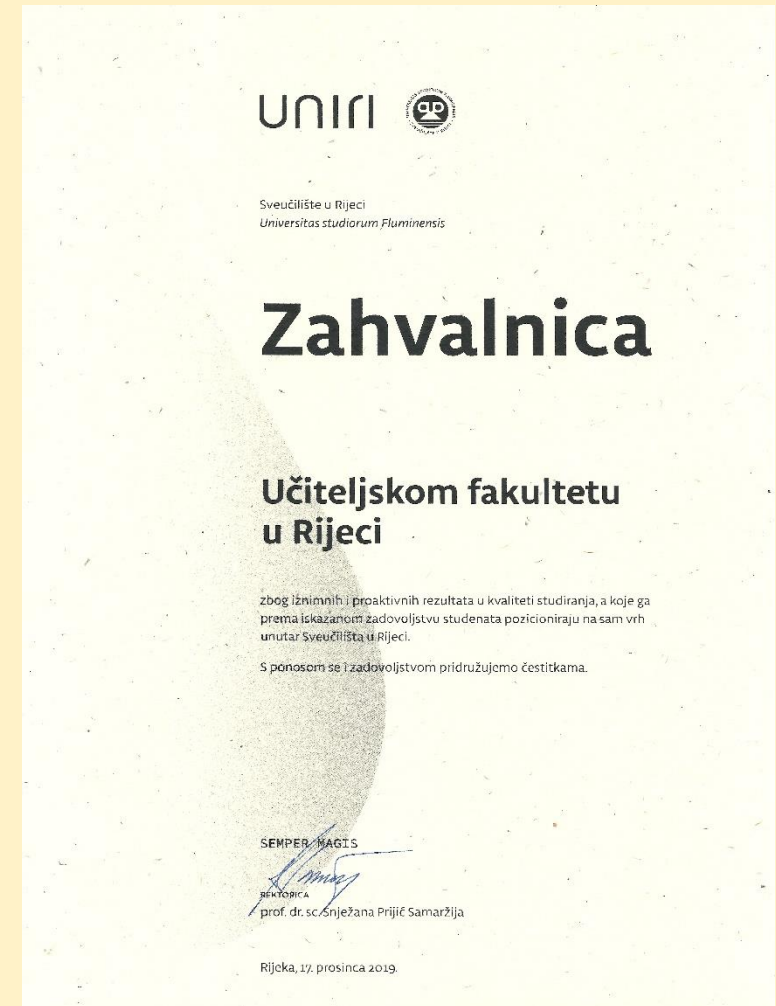 uniri
Sveučilište u Rijeci
Universitas studiorum Fluminensis
Zahvalnica
Učiteljskom fakultetu
u Rijeci
zbog iznimnih i proaktivnih rezultata u kvaliteti studiranja, a koje ga
prema iskazanom zadovoljstvu studenata pozicioniraju na sam vrh
unutar Sveučilišta u Rijeci.
S ponosom se i zadovoljstvom pridružujemo čestitkama.
SEMPER MAGIS
REKTORICA
prof. dr. sc. Snježana Prijić Samaržija
Rijeka, 17. prosinca 2019.